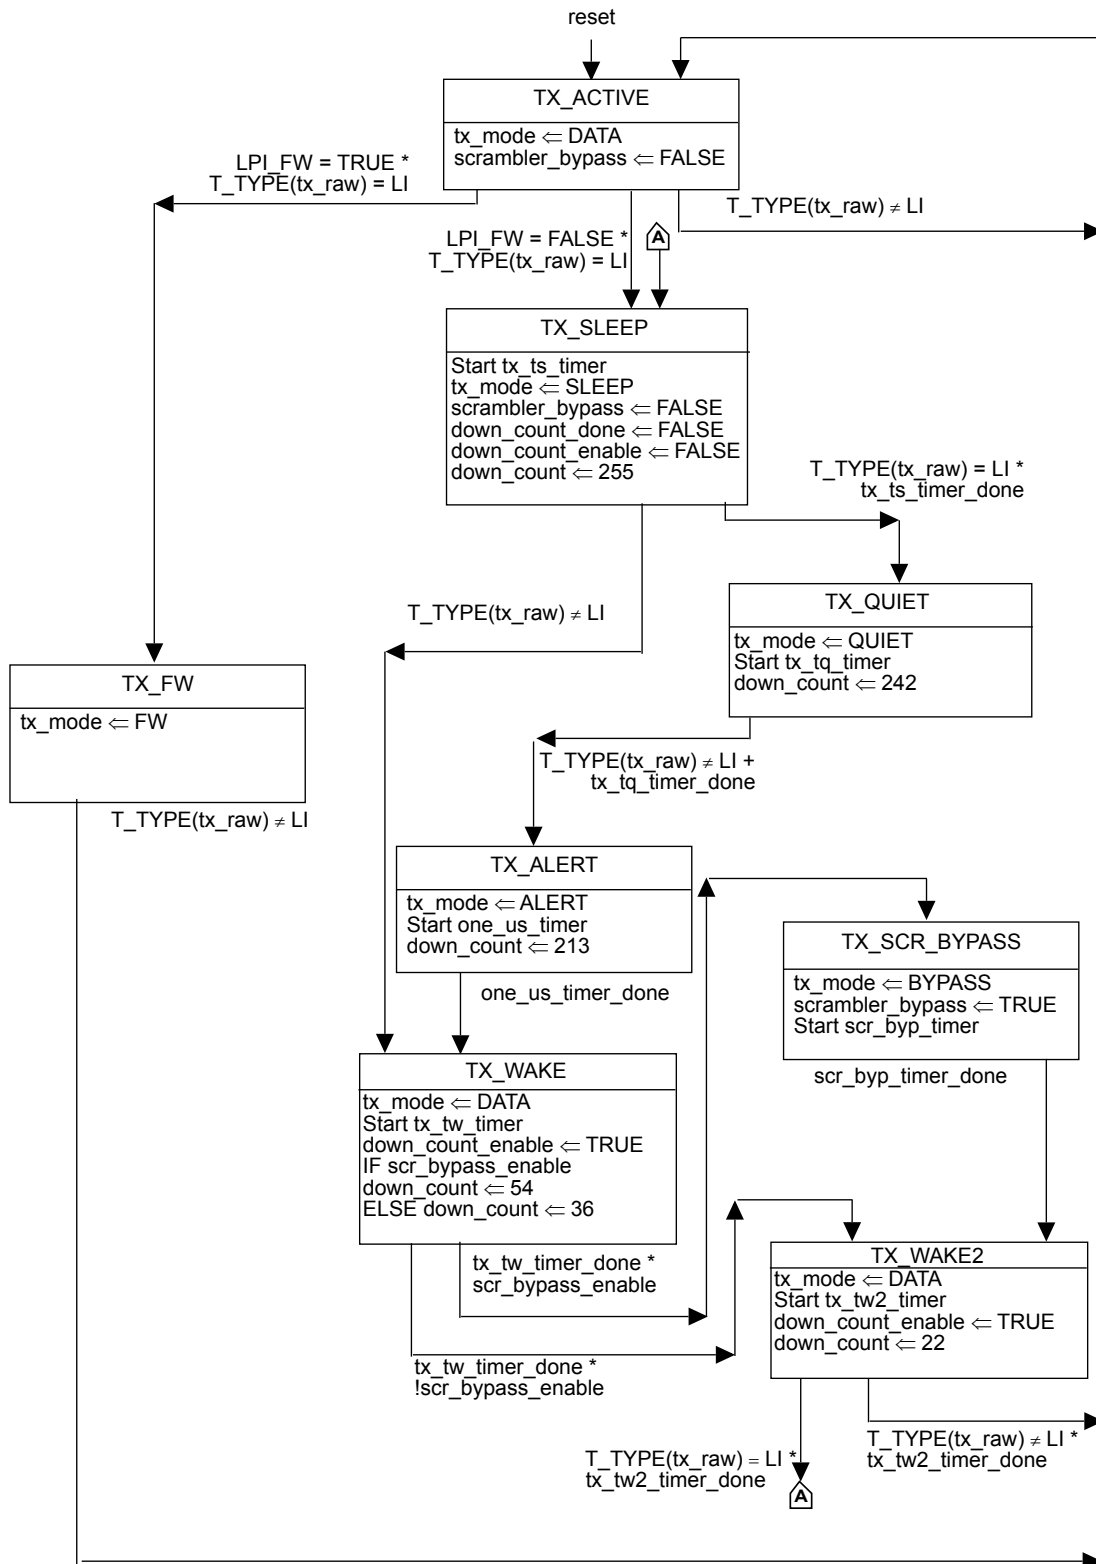 reset
TX_ACTIVE
tx_mode ⇐ DATA
scrambler_bypass ⇐ FALSE
LPI_FW = TRUE *
T_TYPE(tx_raw) = LI
T_TYPE(tx_raw) ≠ LI
LPI_FW = FALSE *
T_TYPE(tx_raw) = LI
A
TX_SLEEP
Start tx_ts_timer
tx_mode ⇐ SLEEP
scrambler_bypass ⇐ FALSE
down_count_done ⇐ FALSE
down_count_enable ⇐ FALSE
down_count ⇐ 255
T_TYPE(tx_raw) = LI *
tx_ts_timer_done
T_TYPE(tx_raw) ≠ LI
TX_QUIET
tx_mode ⇐ QUIET
Start tx_tq_timer
down_count ⇐ 242
TX_FW
tx_mode ⇐ FW
T_TYPE(tx_raw) ≠ LI
T_TYPE(tx_raw) ≠ LI +
tx_tq_timer_done
TX_ALERT
tx_mode ⇐ ALERT
Start one_us_timer
down_count ⇐ 213
one_us_timer_done
TX_SCR_BYPASS
tx_mode ⇐ BYPASS
scrambler_bypass ⇐ TRUE
Start scr_byp_timer
scr_byp_timer_done
TX_WAKE
tx_mode ⇐ DATA
Start tx_tw_timer
down_count_enable ⇐ TRUE
IF scr_bypass_enable
down_count ⇐ 54
ELSE down_count ⇐ 36
tx_tw_timer_done *
scr_bypass_enable
tx_tw_timer_done *
!scr_bypass_enable
TX_WAKE2
tx_mode ⇐ DATA
Start tx_tw2_timer
down_count_enable ⇐ TRUE
down_count ⇐ 22
T_TYPE(tx_raw) = LI *
tx_tw2_timer_done
A
T_TYPE(tx_raw) ≠ LI *
tx_tw2_timer_done